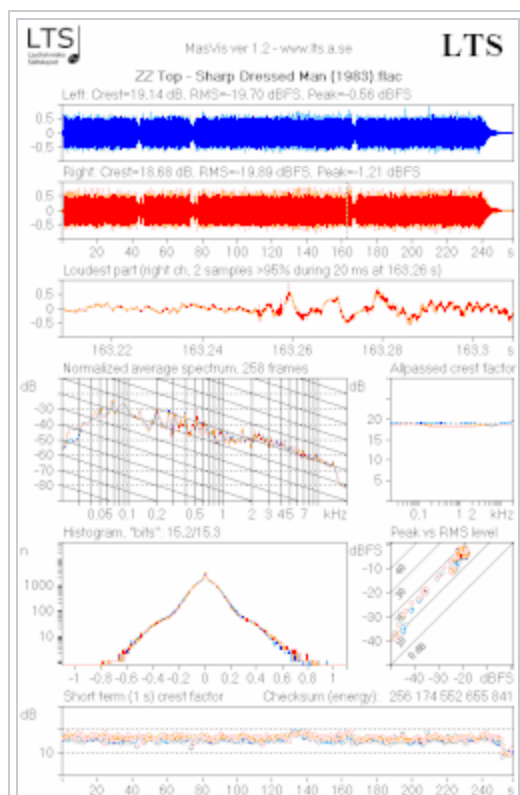 LTS
MasVis ver 1.2 - www.lts.a.se
LTS
ZZ Top - Sharp Dressed Man (1983).flac
Left: Crest=19.14 dB, RMS=-19.70 dBFS, Peak=-0.56 dBFS
0.5
0
-0.5
Right: Crest=18.68 dB, RMS=-19.89 dBFS, Peak=-1.21 dBFS
0.5
0
-0.5
20 40 60 80 100 120 140 160 180 200 220 240 s
Loudest part (right ch, 2 samples >95% during 20 ms at 163.26 s)
0.5
0
-0.5
163.22 163.24 163.26 163.28 163.3 s
Normalized average spectrum, 258 frames
dB
-30
-40
-50
-60
-70
-80
0.05 0.1 0.2 0.5 1 2 3 4 5 7 kHz
Allpassed crest factor
dB
30
25
20
15
10
5
0.1 1 2 kHz
Histogram, "bits": 15.2/15.3
n
1000
100
10
-1 -0.8 -0.6 -0.4 -0.2 0 0.2 0.4 0.6 0.8 1
Peak vs RMS level
dBFS
-10
-20
-30
-40
0 dB
-40 -20 dBFS
Short term (1 s) crest factor Checksum (energy): 256 174 552 655 841
dB
10
20 40 60 80 100 120 140 160 180 200 220 240 s